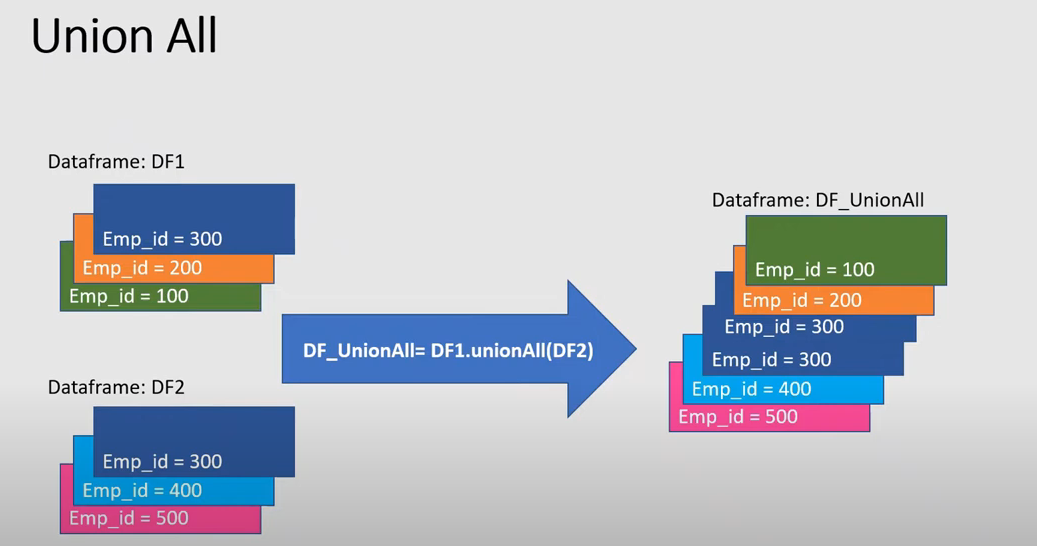 Union All
Dataframe: DF1
Emp_id = 300
Emp_id = 200
Emp_id = 100
DF_UnionAll= DF1.unionAll(DF2)
Dataframe: DF2
Emp_id = 300
Emp_id = 400
Emp_id = 500
Dataframe: DF_UnionAll
Emp_id = 100
Emp_id = 200
Emp_id = 300
Emp_id = 300
Emp_id = 400
Emp_id = 500